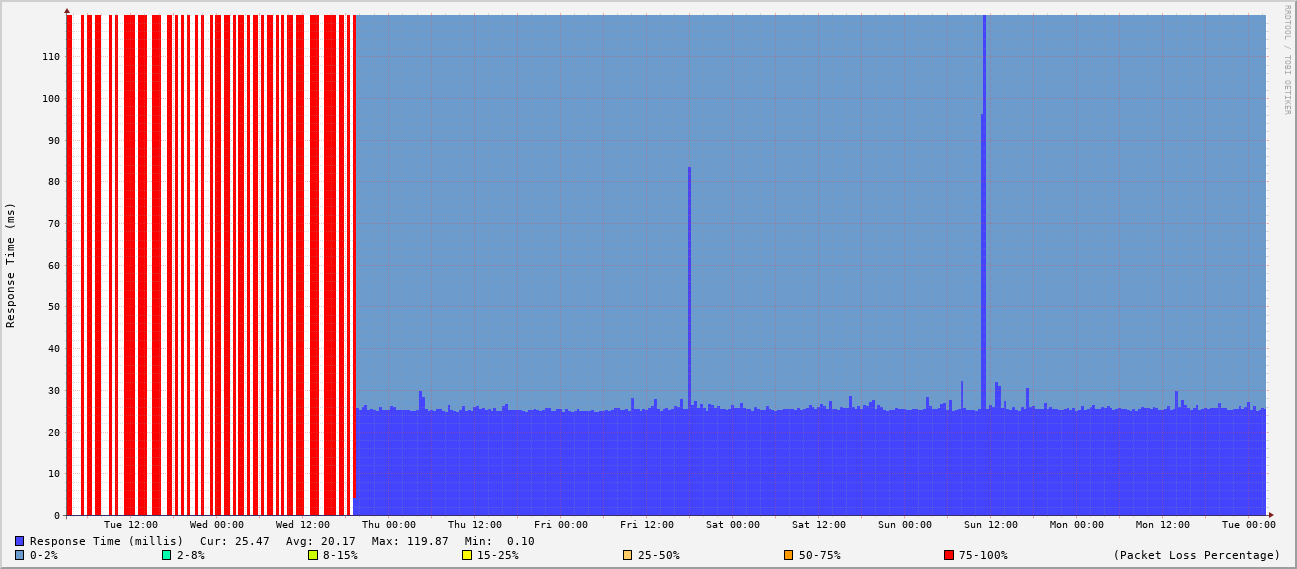 RRDTOOL / TOBI OETIKER
Response Time (ms)
110
100
90
80
70
60
50
40
30
20
10
0
Tue 12:00 Wed 00:00 Wed 12:00 Thu 00:00 Thu 12:00 Fri 00:00 Fri 12:00 Sat 00:00 Sat 12:00 Sun 00:00 Sun 12:00 Mon 00:00 Mon 12:00 Tue 00:00
Response Time (millis) Cur: 25.47 Avg: 20.17 Max: 119.87 Min: 0.10
0-2% 2-8% 8-15% 15-25% 25-50% 50-75% 75-100% (Packet Loss Percentage)